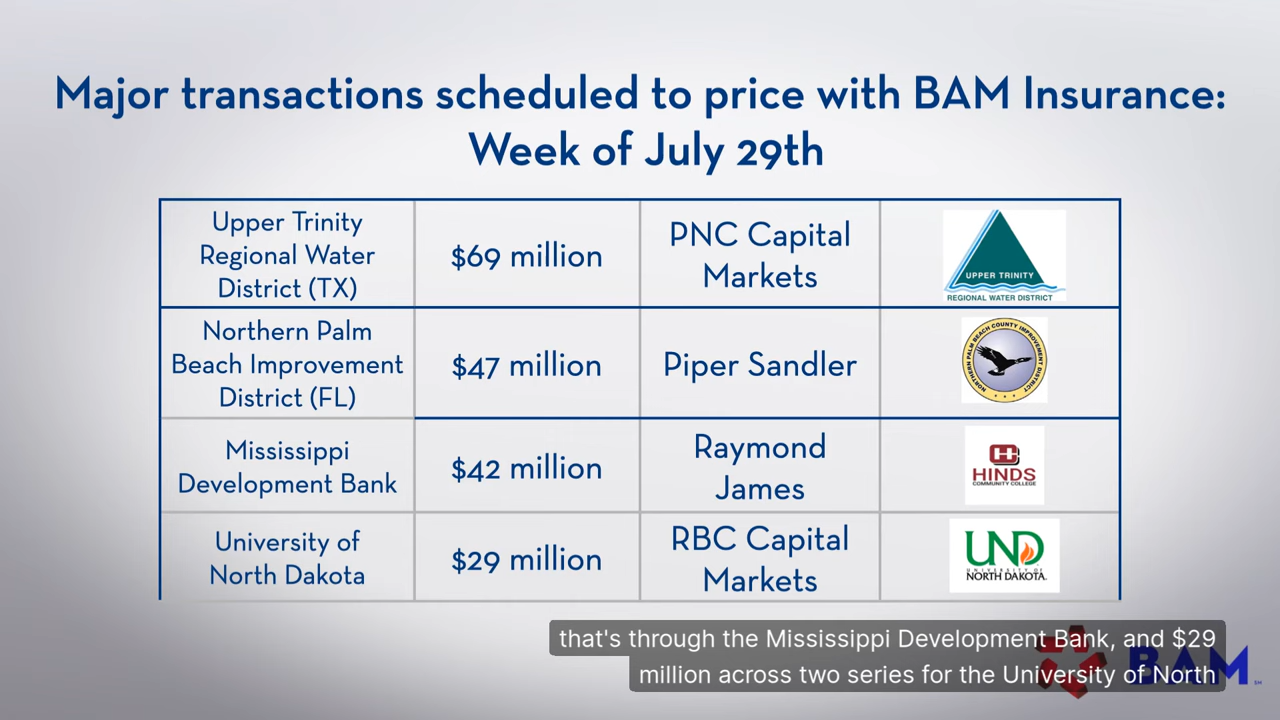 Major transactions scheduled to price with BAM Insurance:
Week of July 29th
Upper Trinity
Regional Water
District (TX)
$69 million
PNC Capital
Markets
UPPER TRINITY
REGIONAL WATER DISTRICT
Northern Palm
Beach Improvement
District (FL)
$47 million
Piper Sandler
NORTHERN PALM BEACH COUNTY IMPROVEMENT DISTRICT
Mississippi
Development Bank
$42 million
Raymond
James
H
HINDS
COMMUNITY COLLEGE
University of
North Dakota
$29 million
RBC Capital
Markets
UND
UNIVERSITY OF
NORTH DAKOTA.
that's through the Mississippi Development Bank, and $29
million across two series for the University of North
BAM
SM